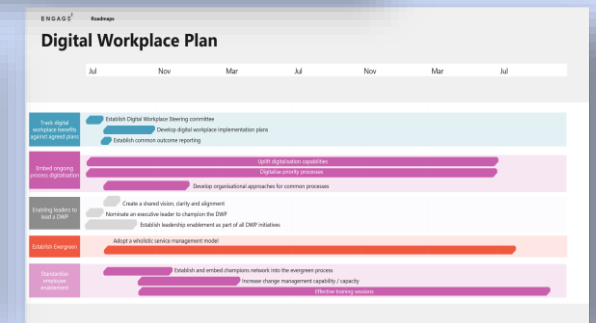 ENGAGS²
Roadmaps
Digital Workplace Plan
Jul Nov Mar Jul Nov Mar Jul
Track digital
workplace benefits
against agreed plans
Establish Digital Workplace Steering committee
Develop digital workplace implementation plans
Establish common outcome reporting
Embed ongoing
process digitalisation
Uplift digitalisation capabilities
Digitalise priority processes
Develop organisational approaches for common processes
Enabling leaders to
lead a DWP
Create a shared vision, clarity and alignment
Nominate an executive leader to champion the DWP
Establish leadership enablement as part of all DWP initiatives
Establish Evergreen
Adopt a wholistic service management model
Standardise
employee
enablement
Establish and embed champions network into the evergreen process
Increase change management capability / capacity
Effective training sessions